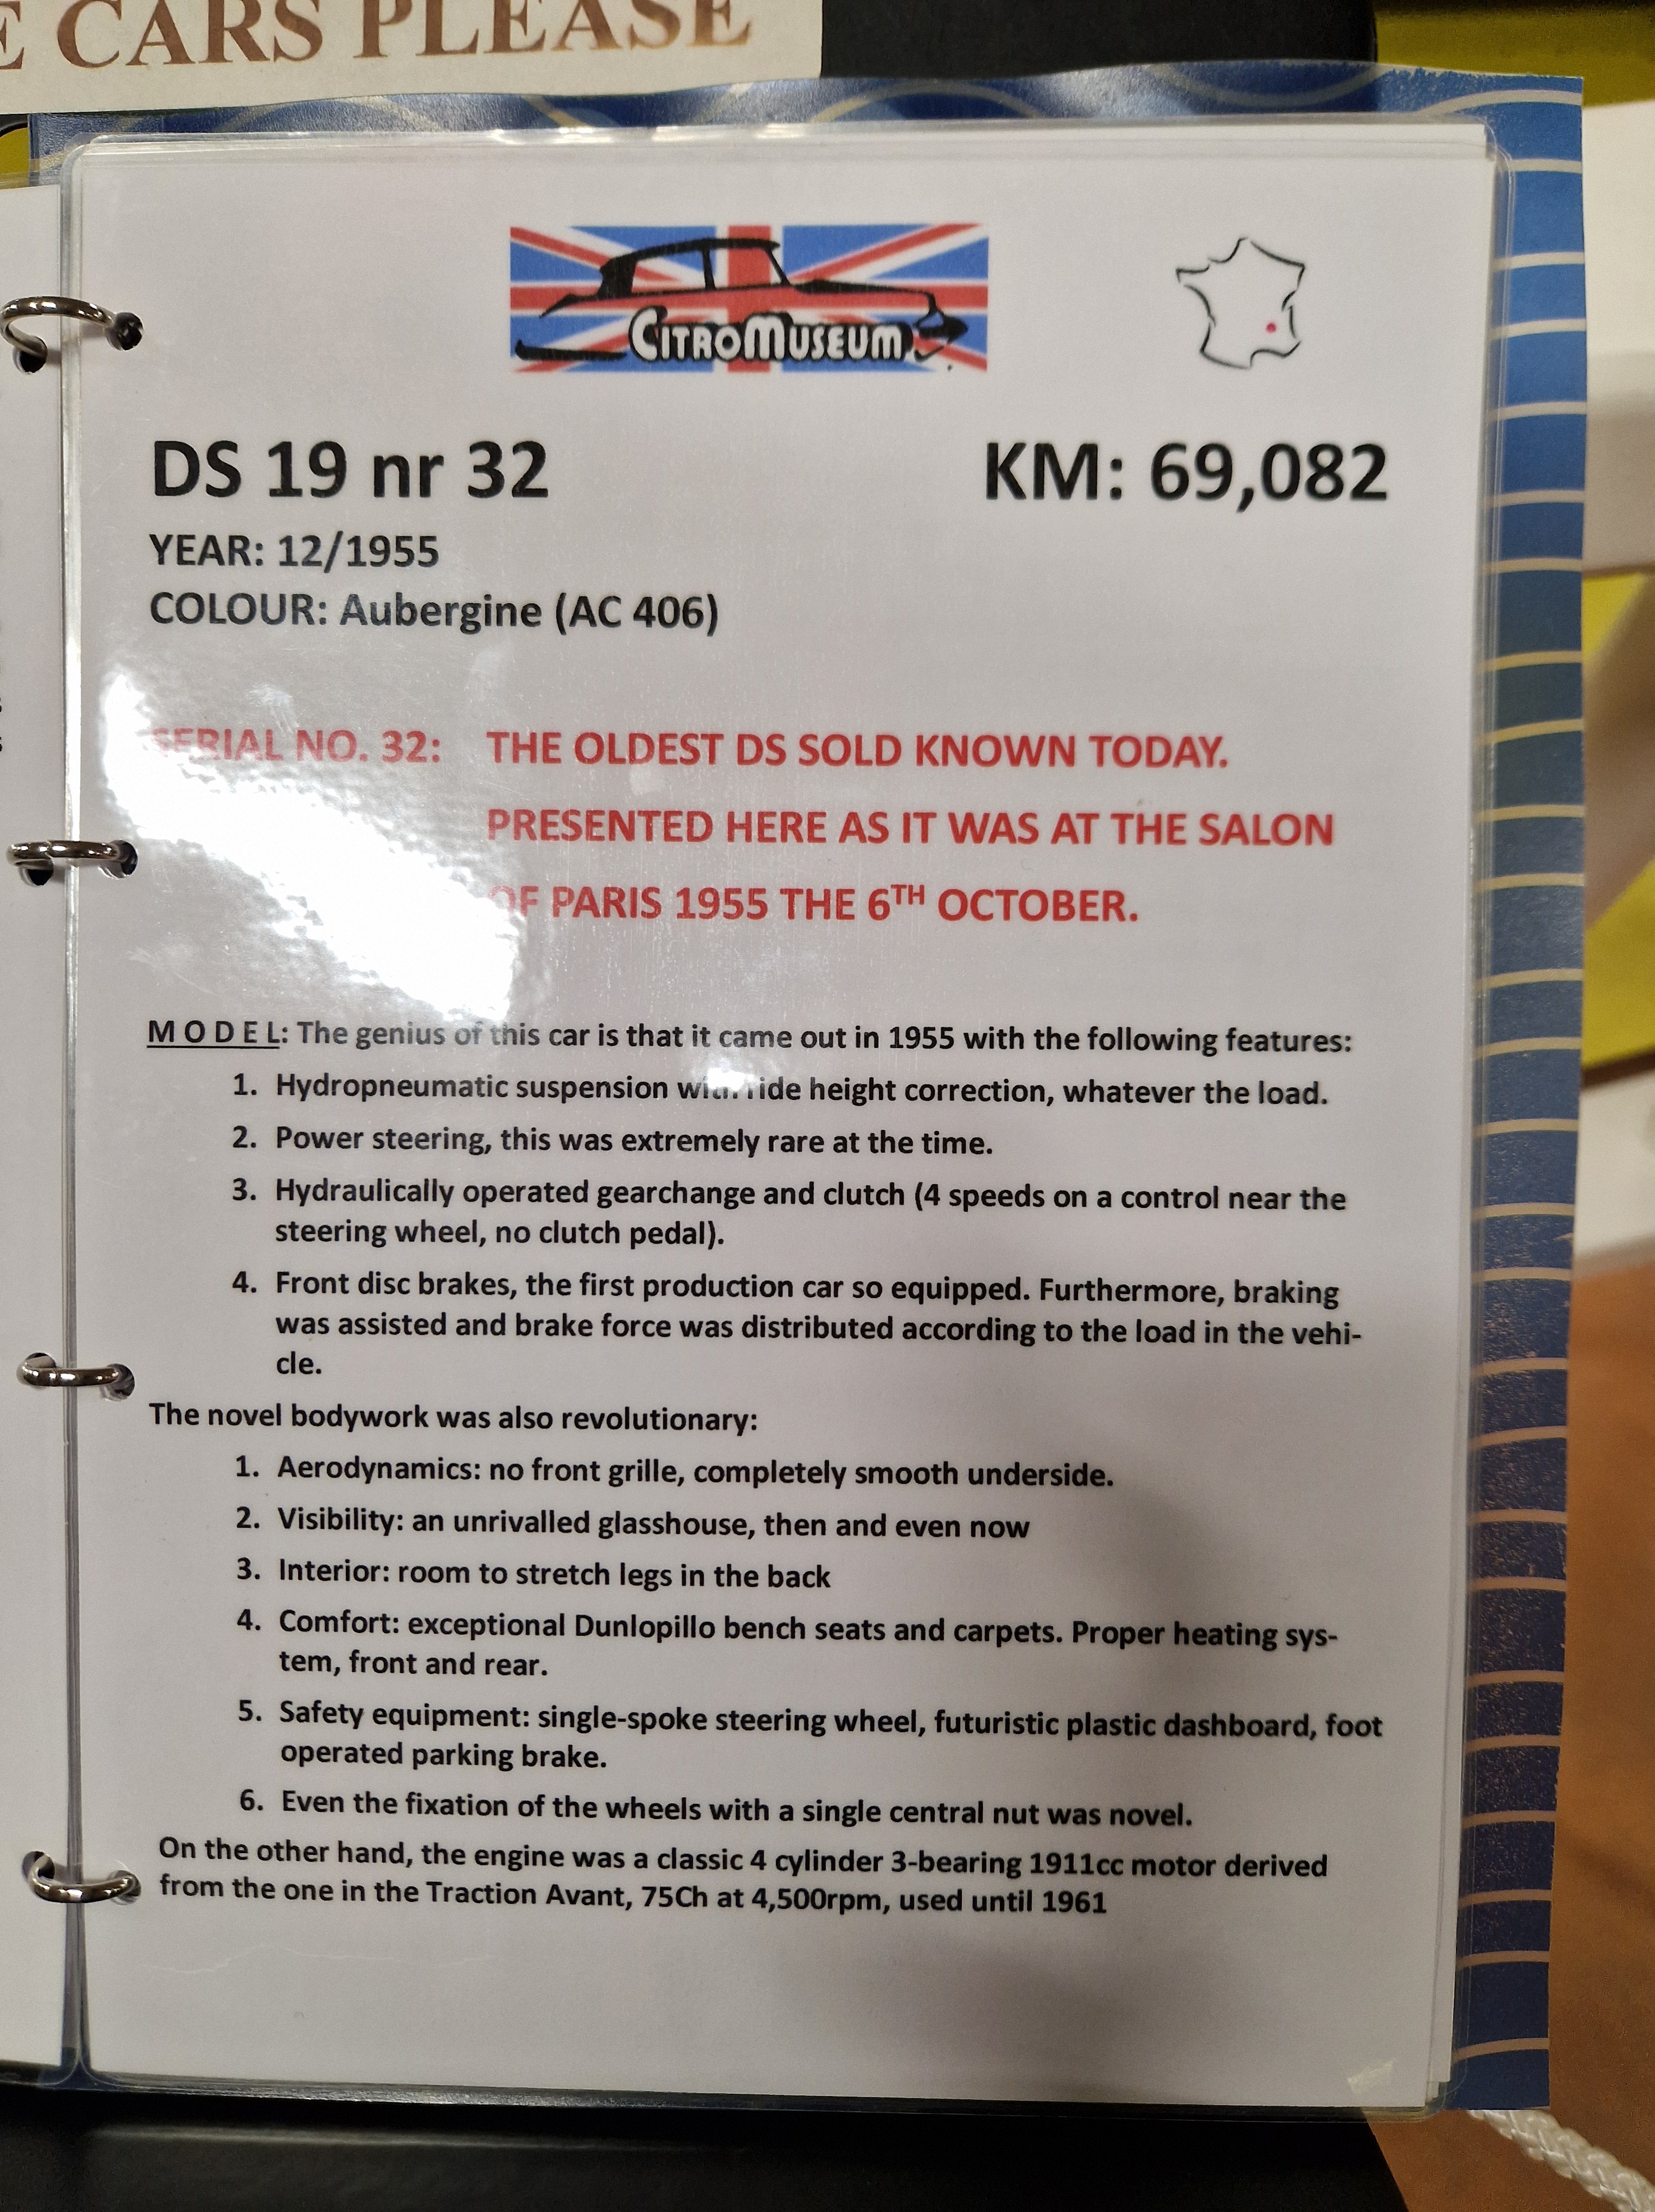 E CARS PLEASE
CITROMUSEUM
DS 19 nr 32 KM: 69,082
YEAR: 12/1955
COLOUR: Aubergine (AC 406)
SERIAL NO. 32: THE OLDEST DS SOLD KNOWN TODAY.
PRESENTED HERE AS IT WAS AT THE SALON
OF PARIS 1955 THE 6TH OCTOBER.
MODEL: The genius of this car is that it came out in 1955 with the following features:
1. Hydropneumatic suspension with ride height correction, whatever the load.
2. Power steering, this was extremely rare at the time.
3. Hydraulically operated gearchange and clutch (4 speeds on a control near the
steering wheel, no clutch pedal).
4. Front disc brakes, the first production car so equipped. Furthermore, braking
was assisted and brake force was distributed according to the load in the vehi-
cle.
The novel bodywork was also revolutionary:
1. Aerodynamics: no front grille, completely smooth underside.
2. Visibility: an unrivalled glasshouse, then and even now
3. Interior: room to stretch legs in the back
4. Comfort: exceptional Dunlopillo bench seats and carpets. Proper heating sys-
tem, front and rear.
5. Safety equipment: single-spoke steering wheel, futuristic plastic dashboard, foot
operated parking brake.
6. Even the fixation of the wheels with a single central nut was novel.
On the other hand, the engine was a classic 4 cylinder 3-bearing 1911cc motor derived
from the one in the Traction Avant, 75Ch at 4,500rpm, used until 1961